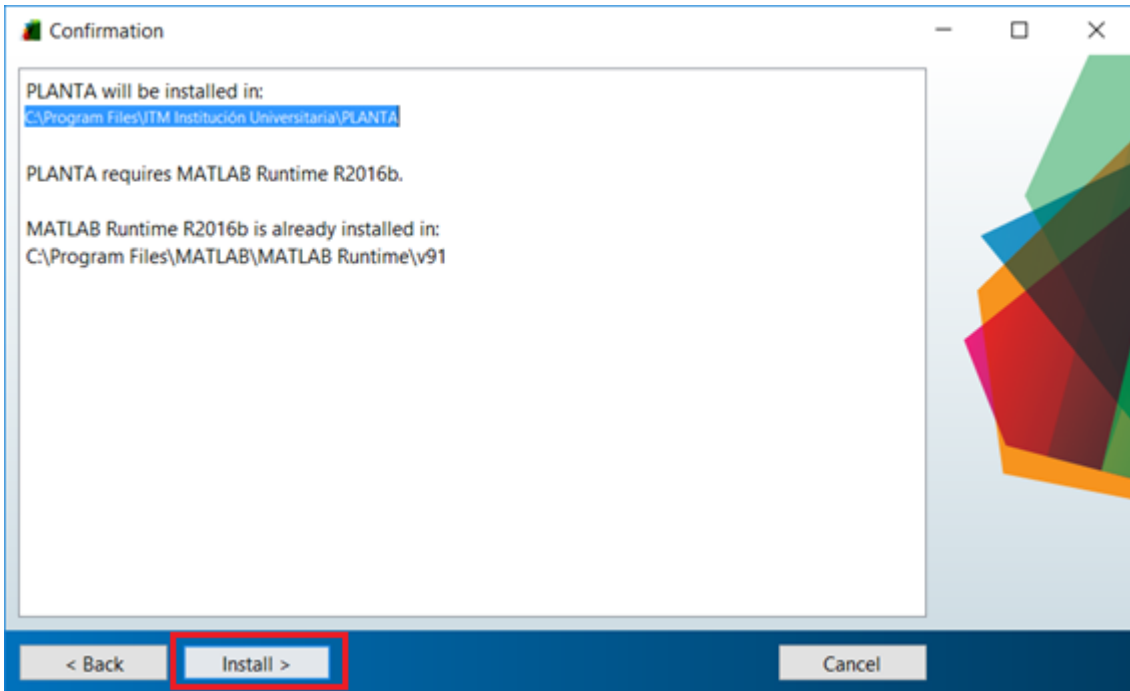 Confirmation
PLANTA will be installed in:
C:\Program Files\ITM Institución Universitaria\PLANTA
PLANTA requires MATLAB Runtime R2016b.
MATLAB Runtime R2016b is already installed in:
C:\Program Files\MATLAB\MATLAB Runtime\v91
< Back
Install >
Cancel